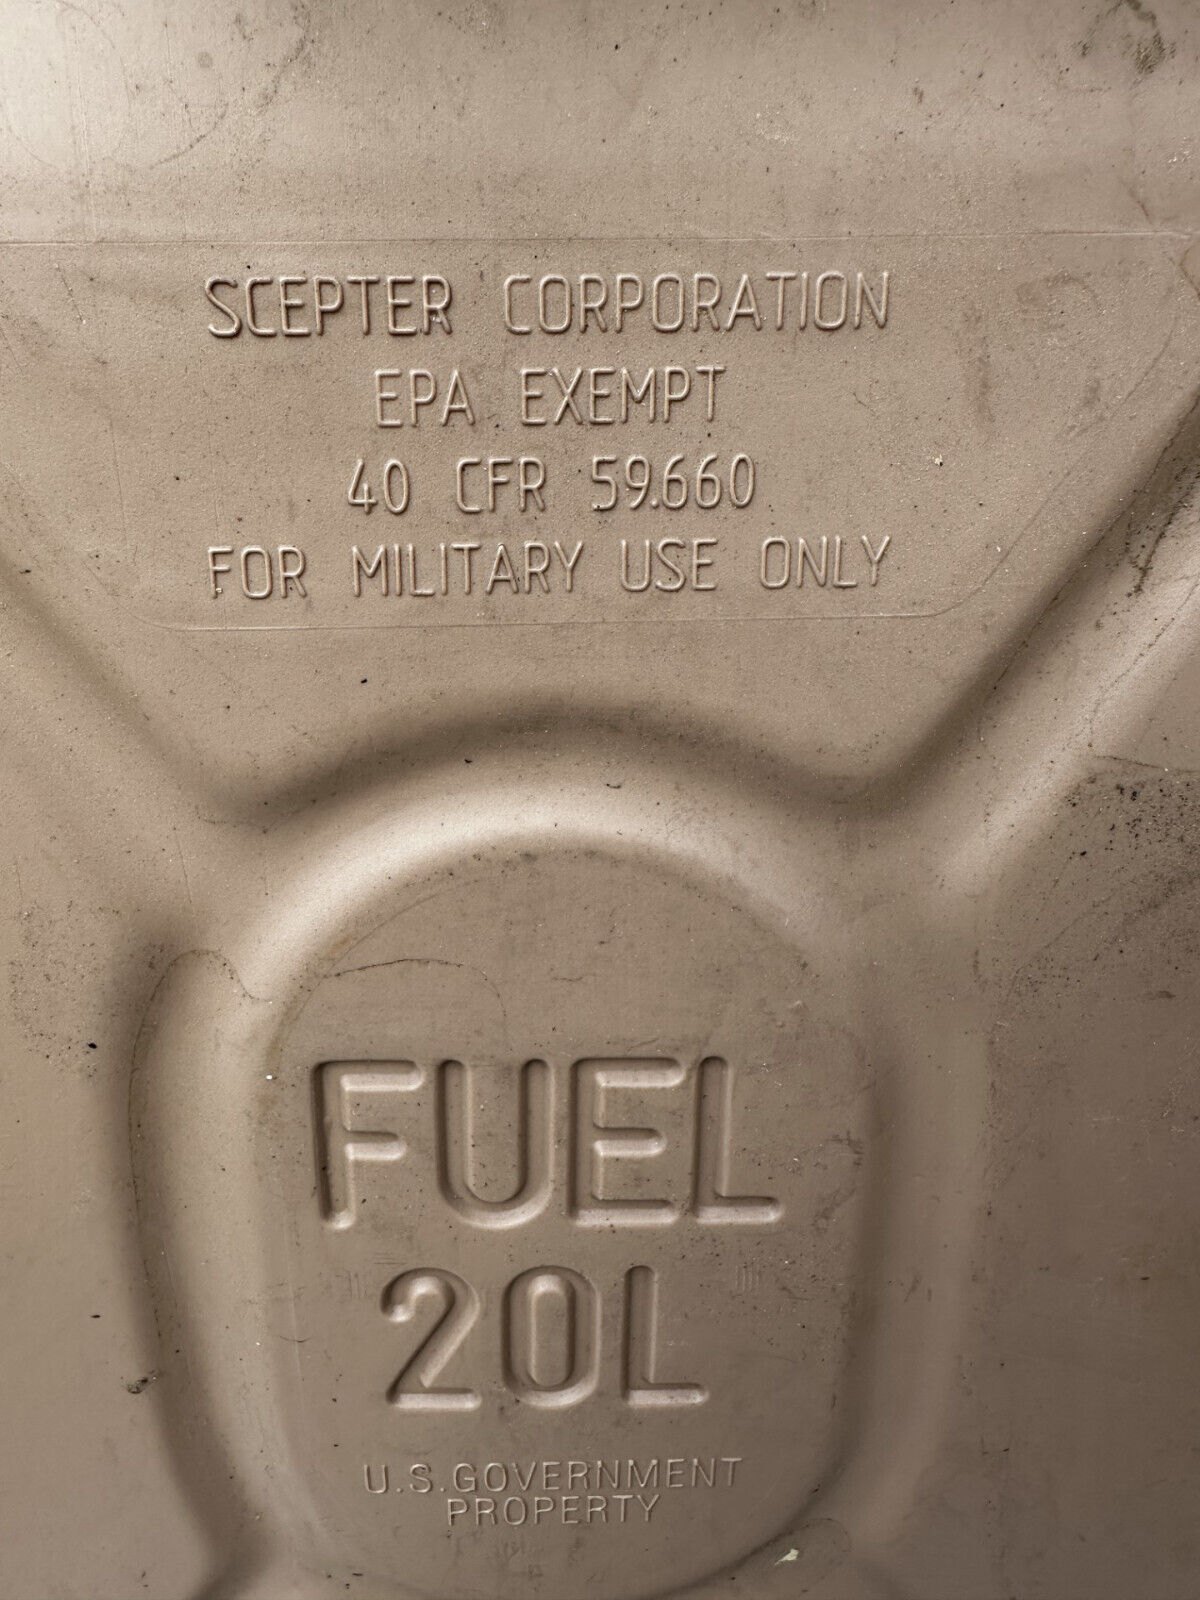 SCEPTER CORPORATION
EPA EXEMPT
40 CFR 59.660
FOR MILITARY USE ONLY
FUEL
20L
U.S. GOVERNMENT
PROPERTY